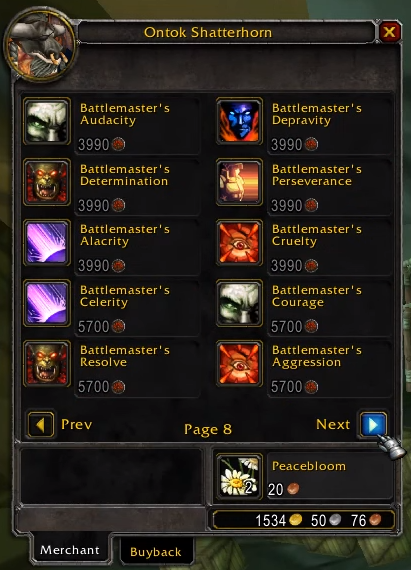 Ontok Shatterhorn
Battlemaster's
Audacity
3990
Battlemaster's
Depravity
3990
Battlemaster's
Determination
3990
Battlemaster's
Perseverance
3990
Battlemaster's
Alacrity
3990
Battlemaster's
Cruelty
3990
Battlemaster's
Celerity
5700
Battlemaster's
Courage
5700
Battlemaster's
Resolve
5700
Battlemaster's
Aggression
5700
Prev
Page 8
Next
2
Peacebloom
20
1534 50 76
Merchant
Buyback